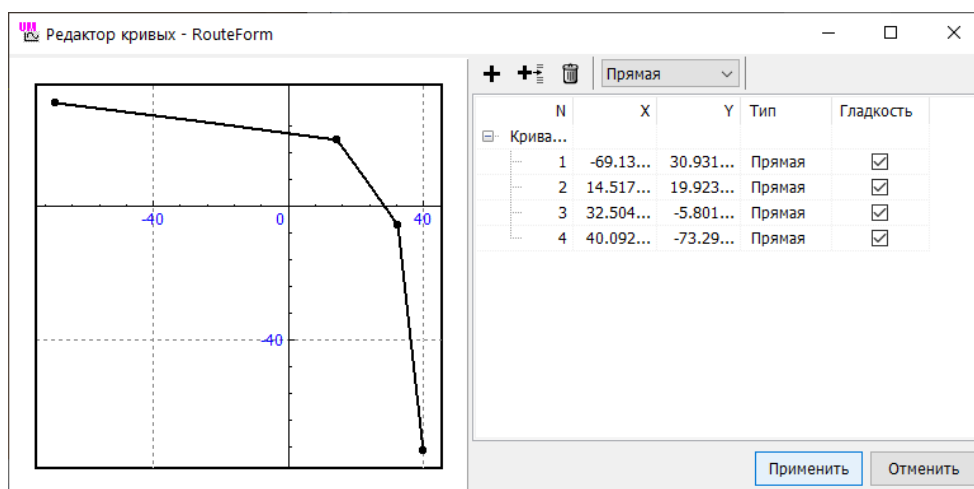 UM Редактор кривых - RouteForm
Прямая
N X Y Тип Гладкость
Крива...
1 -69.13... 30.931... Прямая
2 14.517... 19.923... Прямая
3 32.504... -5.801... Прямая
4 40.092... -73.29... Прямая
-40 0 40
-40
Применить Отменить